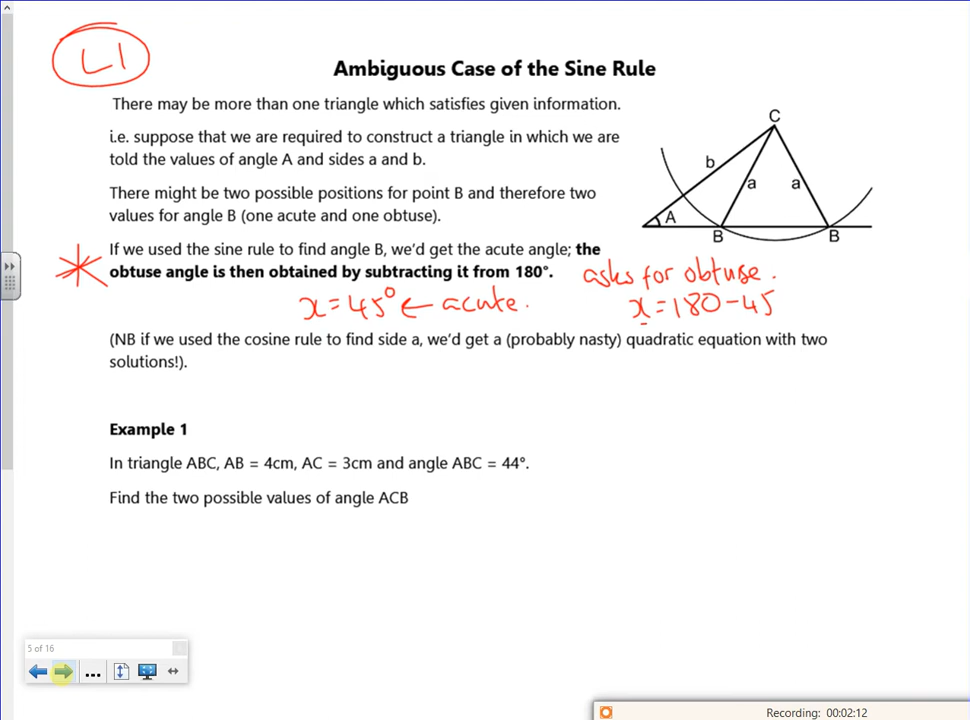 L1
Ambiguous Case of the Sine Rule
There may be more than one triangle which satisfies given information.
i.e. suppose that we are required to construct a triangle in which we are
told the values of angle A and sides a and b.
There might be two possible positions for point B and therefore two
values for angle B (one acute and one obtuse).
C
b
a
a
A
B
B
If we used the sine rule to find angle B, we'd get the acute angle; the
obtuse angle is then obtained by subtracting it from 180°.
asks for obtuse.
x = 45° ← acute.
x = 180 - 45
(NB if we used the cosine rule to find side a, we'd get a (probably nasty) quadratic equation with two
solutions!).
Example 1
In triangle ABC, AB = 4cm, AC = 3cm and angle ABC = 44°.
Find the two possible values of angle ACB
5 of 16
...
Recording: 00:02:12